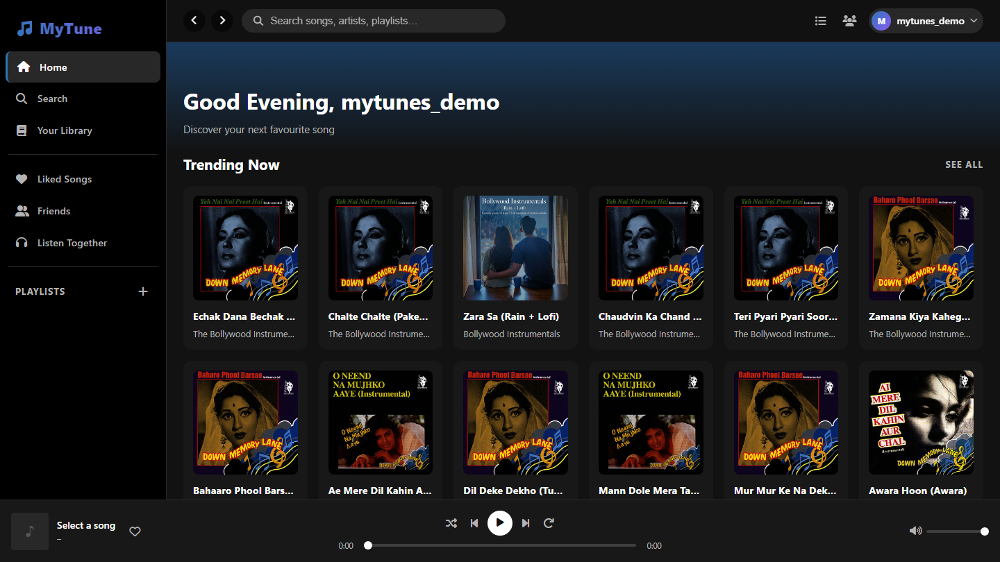 MyTune
Search songs, artists, playlists...
M
mytunes_demo
Home
Search
Your Library
Liked Songs
Friends
Listen Together
PLAYLISTS
Good Evening, mytunes_demo
Discover your next favourite song
Trending Now
SEE ALL
Yeh Nai Nai Preet Hai Instrumental
DOWN MEMORY LANE
Echak Dana Bechak ...
The Bollywood Instrume...
Yeh Nai Nai Preet Hai Instrumental
DOWN MEMORY LANE
Chalte Chalte (Pake...
The Bollywood Instrume...
Bollywood Instrumentals
(Rain + Lofi)
Zara Sa (Rain + Lofi)
Bollywood Instrumentals
Yeh Nai Nai Preet Hai Instrumental
DOWN MEMORY LANE
Chaudvin Ka Chand ...
The Bollywood Instrume...
Yeh Nai Nai Preet Hai Instrumental
DOWN MEMORY LANE
Teri Pyari Pyari Soor...
The Bollywood Instrume...
Baharo Phool Barsao Instrumental
DOWN MEMORY LANE
Zamana Kiya Kaheg...
The Bollywood Instrume...
Baharo Phool Barsao Instrumental
DOWN MEMORY LANE
Bahaaro Phool Bars...
O NEEND
NA MUJHKO
AAYE (Instrumental)
O Neend
Na Mujhko
Aaye
DOWN MEMORY LANE
Ae Mere Dil Kahin A...
Baharo Phool Barsao Instrumental
DOWN MEMORY LANE
Dil Deke Dekho (Tu...
O NEEND
NA MUJHKO
AAYE (Instrumental)
O Neend
Na Mujhko
Aaye
DOWN MEMORY LANE
Mann Dole Mera Ta...
Baharo Phool Barsao Instrumental
DOWN MEMORY LANE
Mur Mur Ke Na Dek...
AI
MERE
DIL
KAHIN
AUR
CHAL
(Instrumental)
DOWN MEMORY LANE
Awara Hoon (Awara)
Select a song
–
0:00
0:00